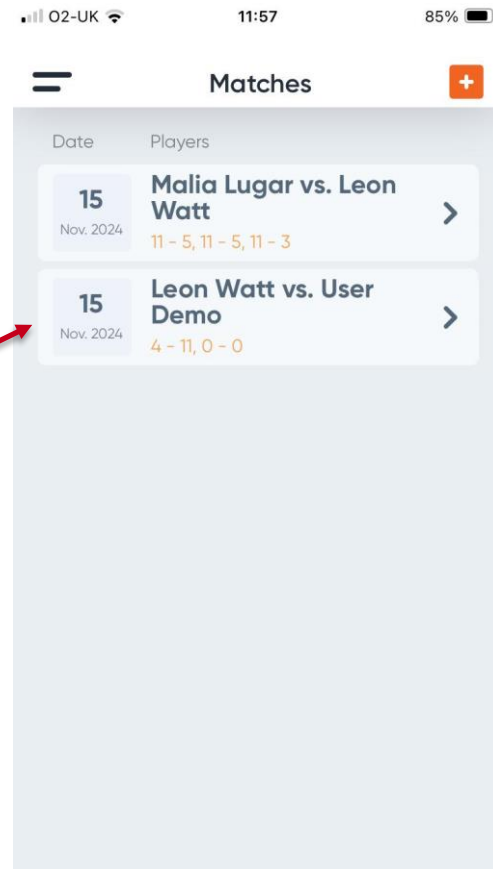 O2-UK 11:57 85%
Matches +
Date Players
15
Nov. 2024
Malia Lugar vs. Leon
Watt
11 - 5, 11 - 5, 11 - 3
15
Nov. 2024
Leon Watt vs. User
Demo
4 - 11, 0 - 0